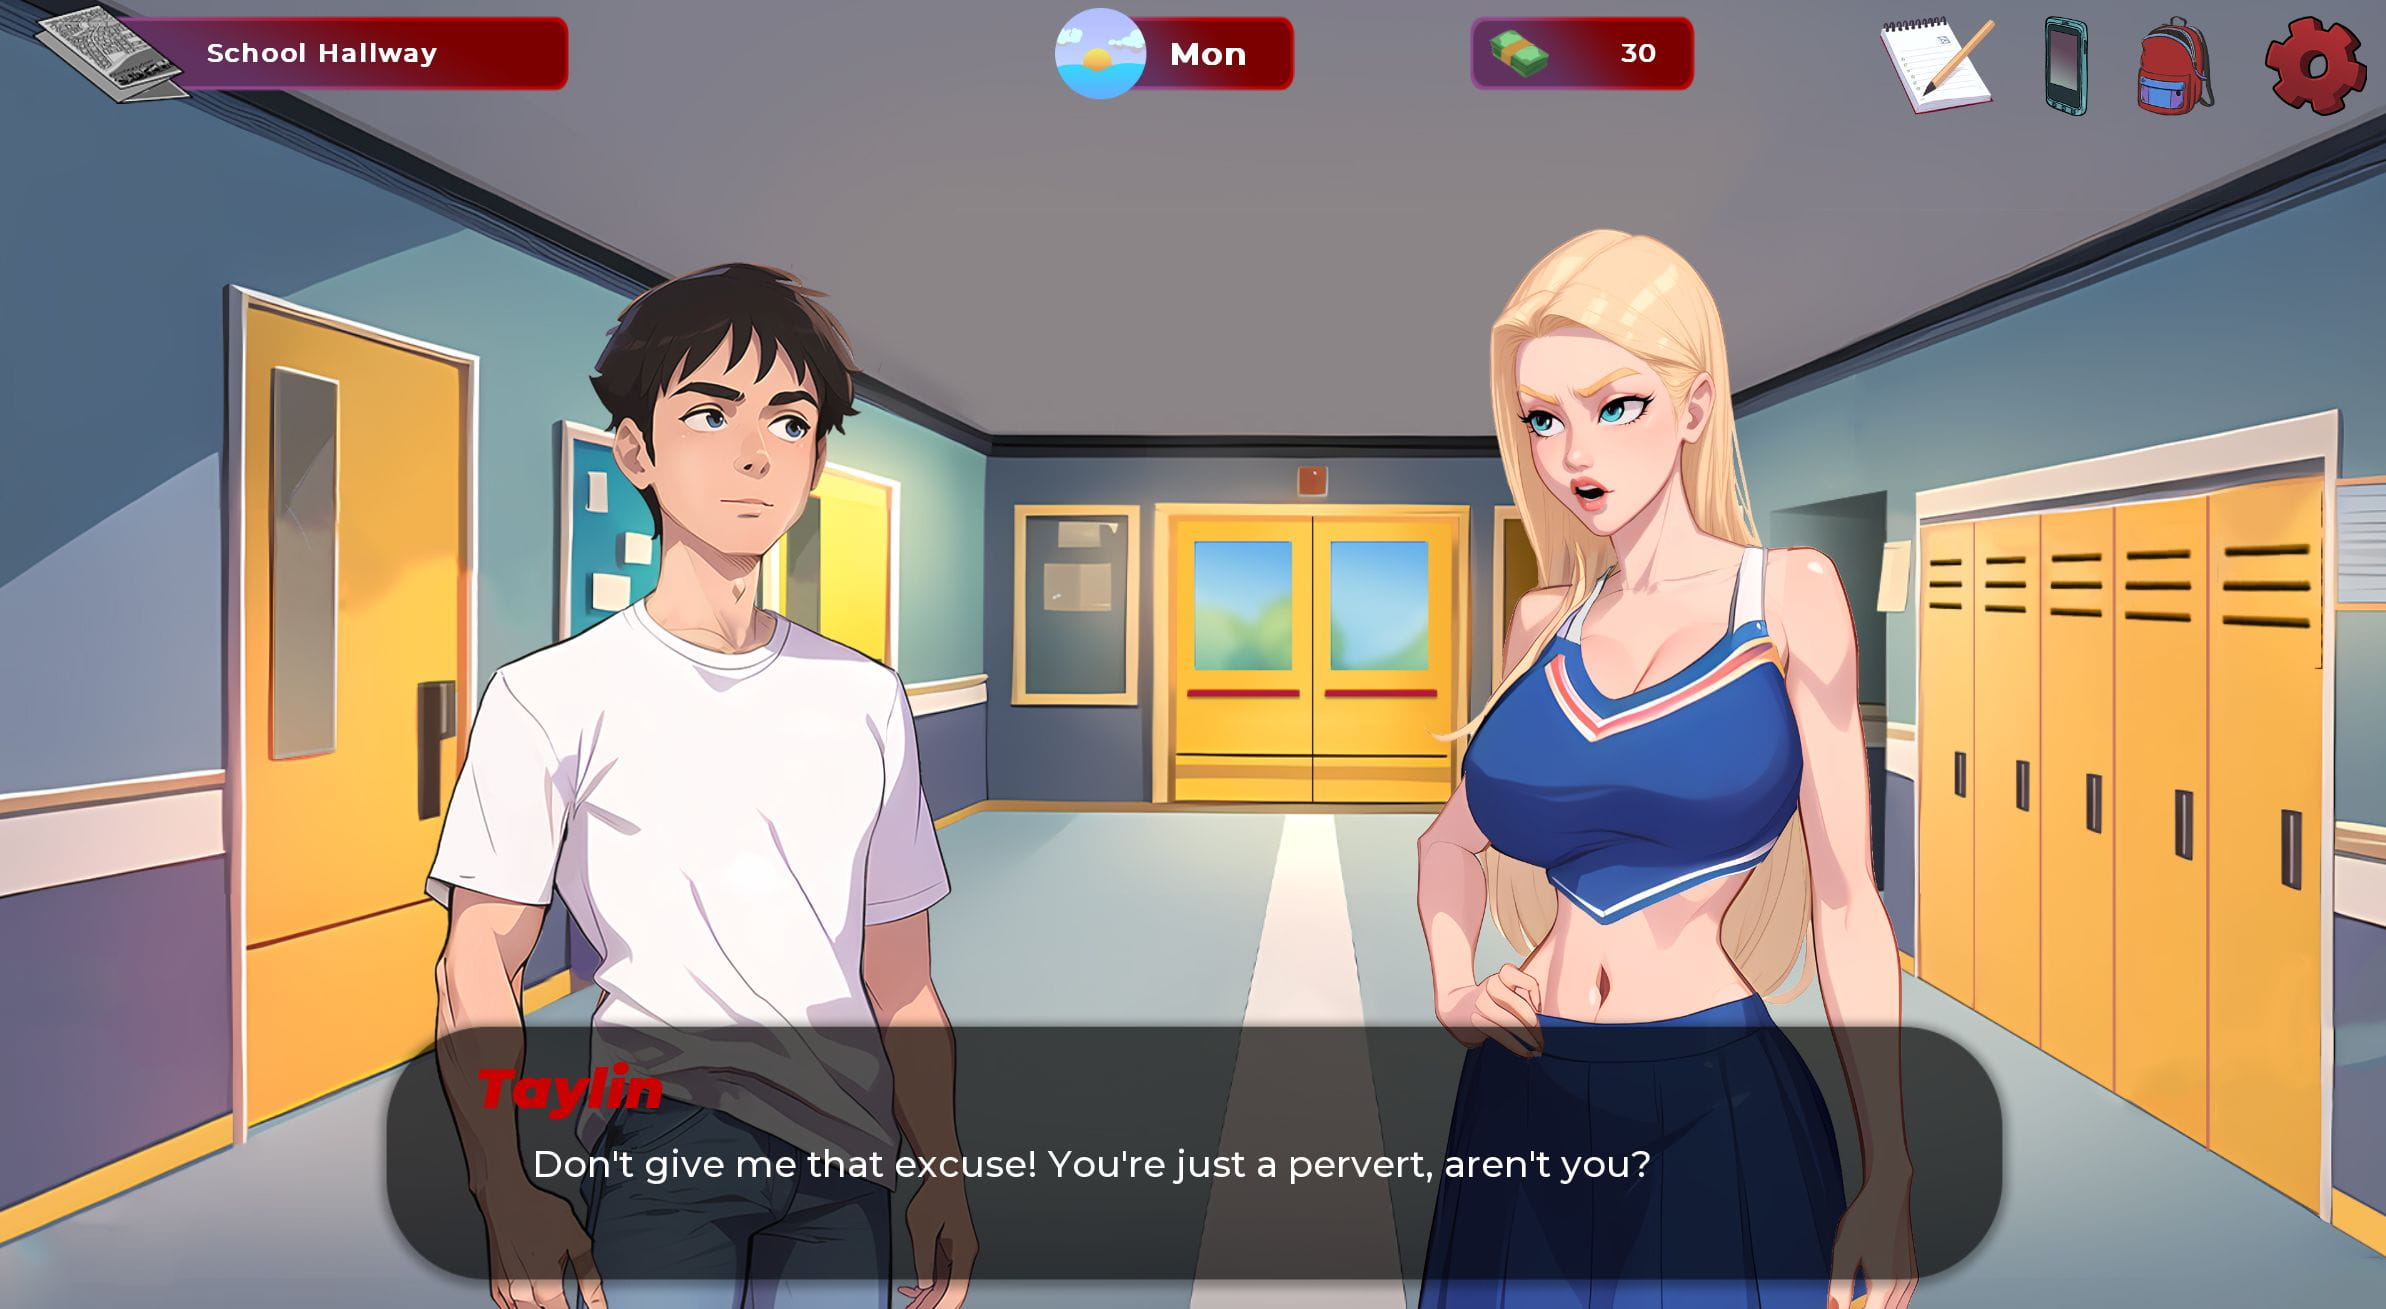 School Hallway
Mon
30
Taylin
Don't give me that excuse! You're just a pervert, aren't you?